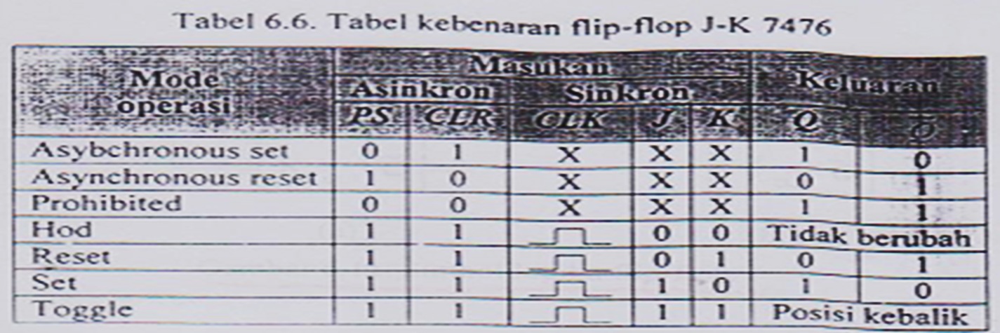 Tabel 6.6. Tabel kebenaran flip-flop J-K 7476
Mode operasi Masukan Keluaran
Asinkron Sinkron
PS CLR CLK J K Q Q̅
Asybchronous set 0 1 X X X 1 0
Asynchronous reset 1 0 X X X 0 1
Prohibited 0 0 X X X 1 1
Hod 1 1 0 0 Tidak berubah
Reset 1 1 0 1 0 1
Set 1 1 1 0 1 0
Toggle 1 1 1 1 Posisi kebalik